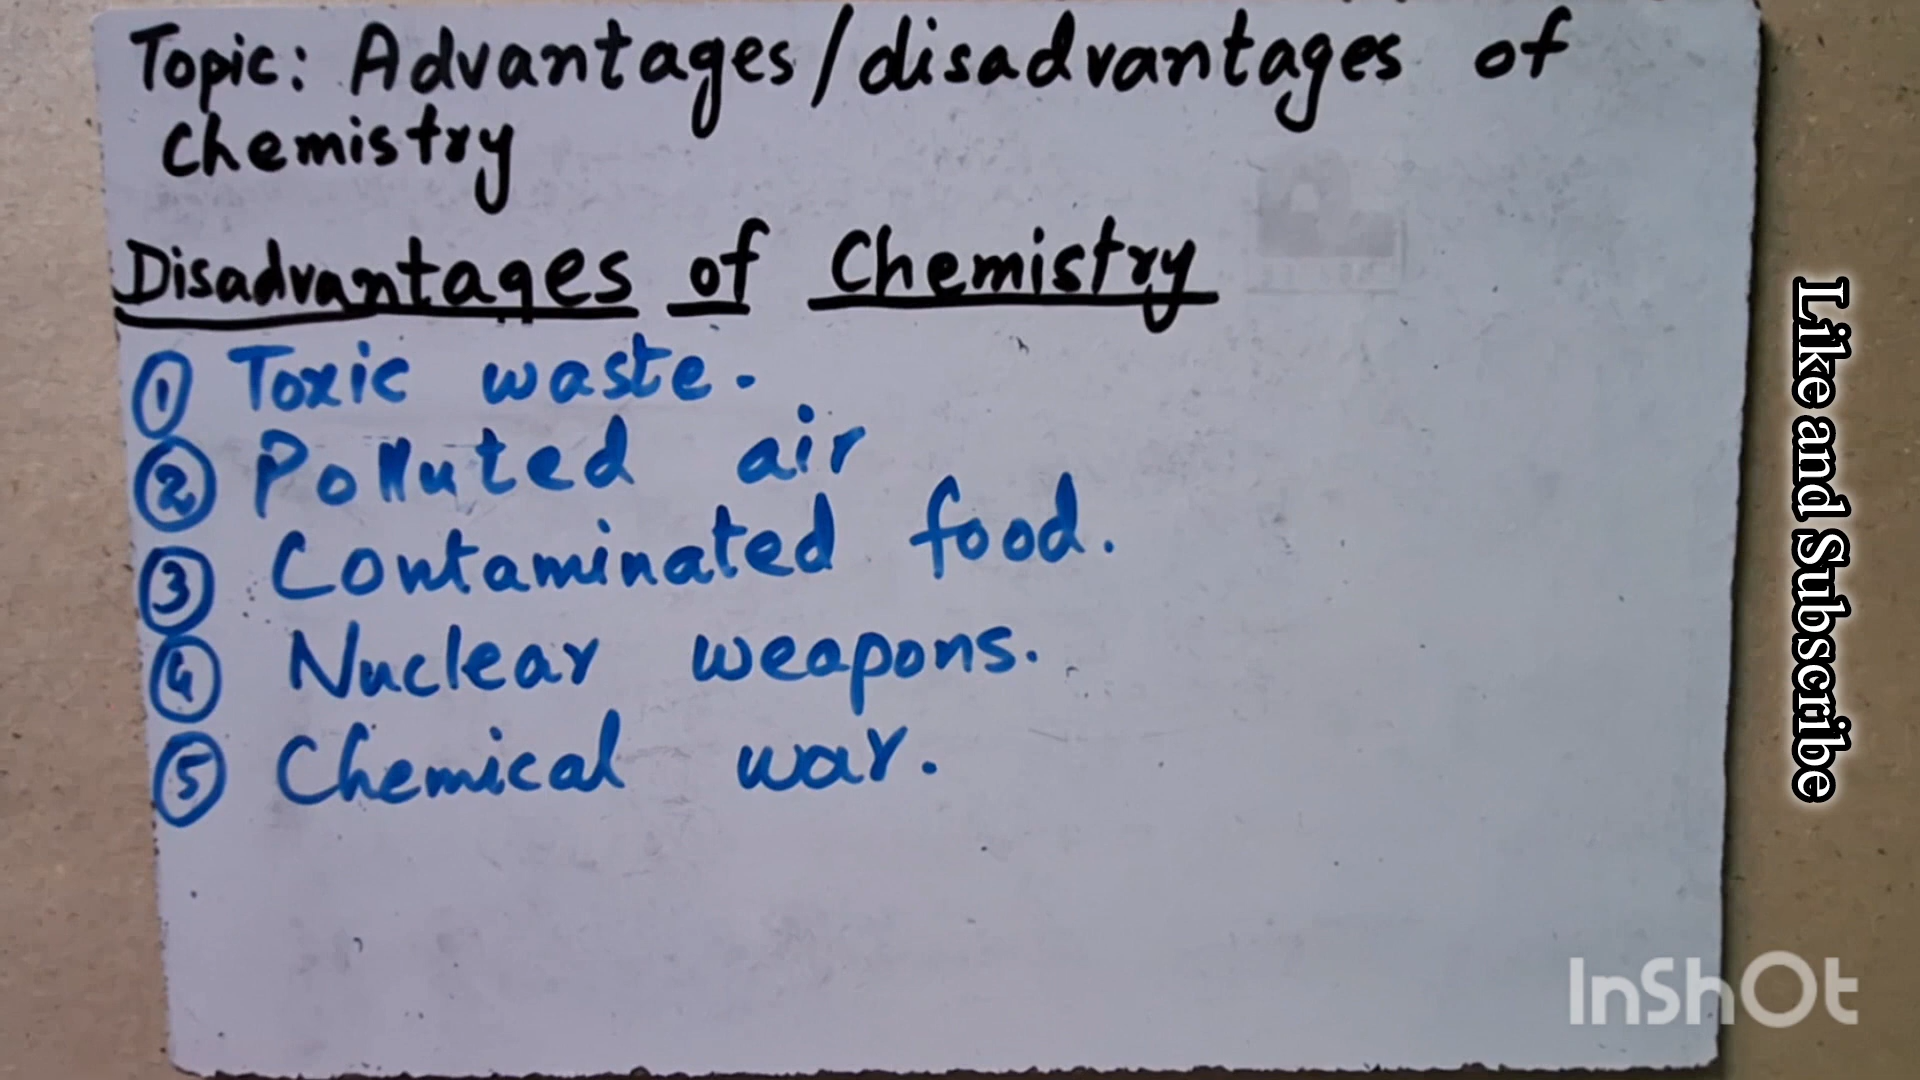 Topic: Advantages/disadvantages of
Chemistry
Disadvantages of Chemistry
① Toxic waste.
② Polluted air
③ Contaminated food.
④ Nuclear weapons.
⑤ Chemical war.
Like and Subscribe
InShOt